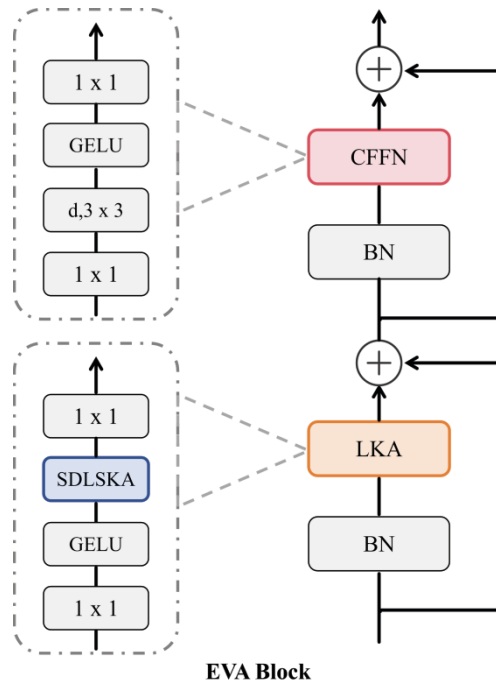 1 x 1
GELU
d,3 x 3
1 x 1
+
CFFN
BN
+
1 x 1
SDLSKA
GELU
1 x 1
LKA
BN
EVA Block